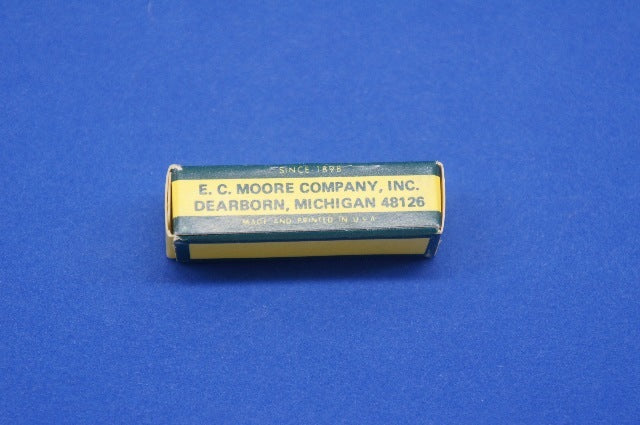 SINCE 1898
E. C. MOORE COMPANY, INC.
DEARBORN, MICHIGAN 48126
MADE AND PRINTED IN U.S.A.